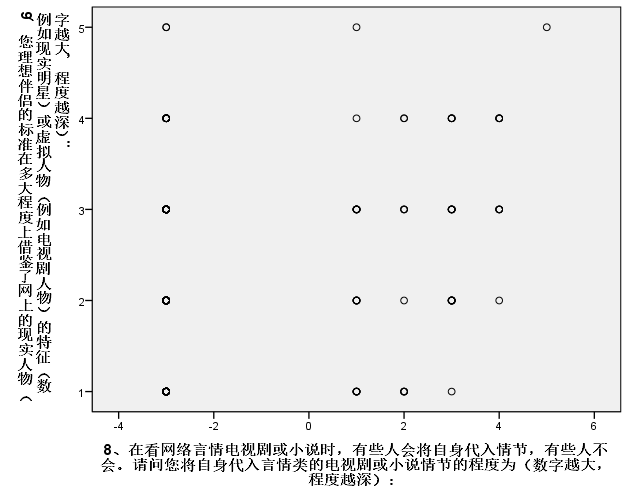 9、您理想伴侣的标准在多大程度上借鉴了网上的现实人物（
例如现实明星）或虚拟人物（例如电视剧人物）的特征（数
字越大，程度越深）：
5
4
3
2
1
-4
-2
0
2
4
6
8、在看网络言情电视剧或小说时，有些人会将自身代入情节，有些人不
会。请问您将自身代入言情类的电视剧或小说情节的程度为（数字越大，
程度越深）：